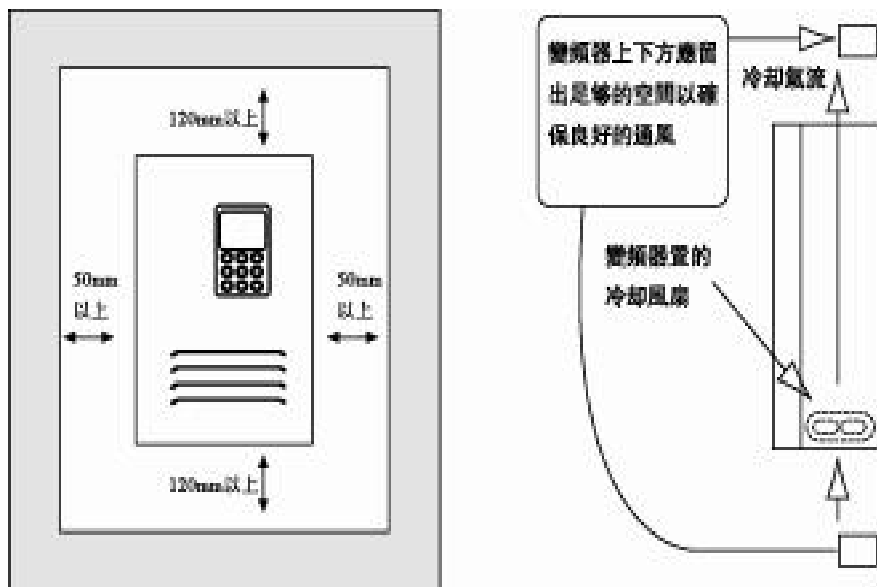 120mm以上
50mm
以上
50mm
以上
120mm以上
變頻器上下方應留
出足够的空間以確
保良好的通風
冷却氣流
變頻器置的
冷却風扇